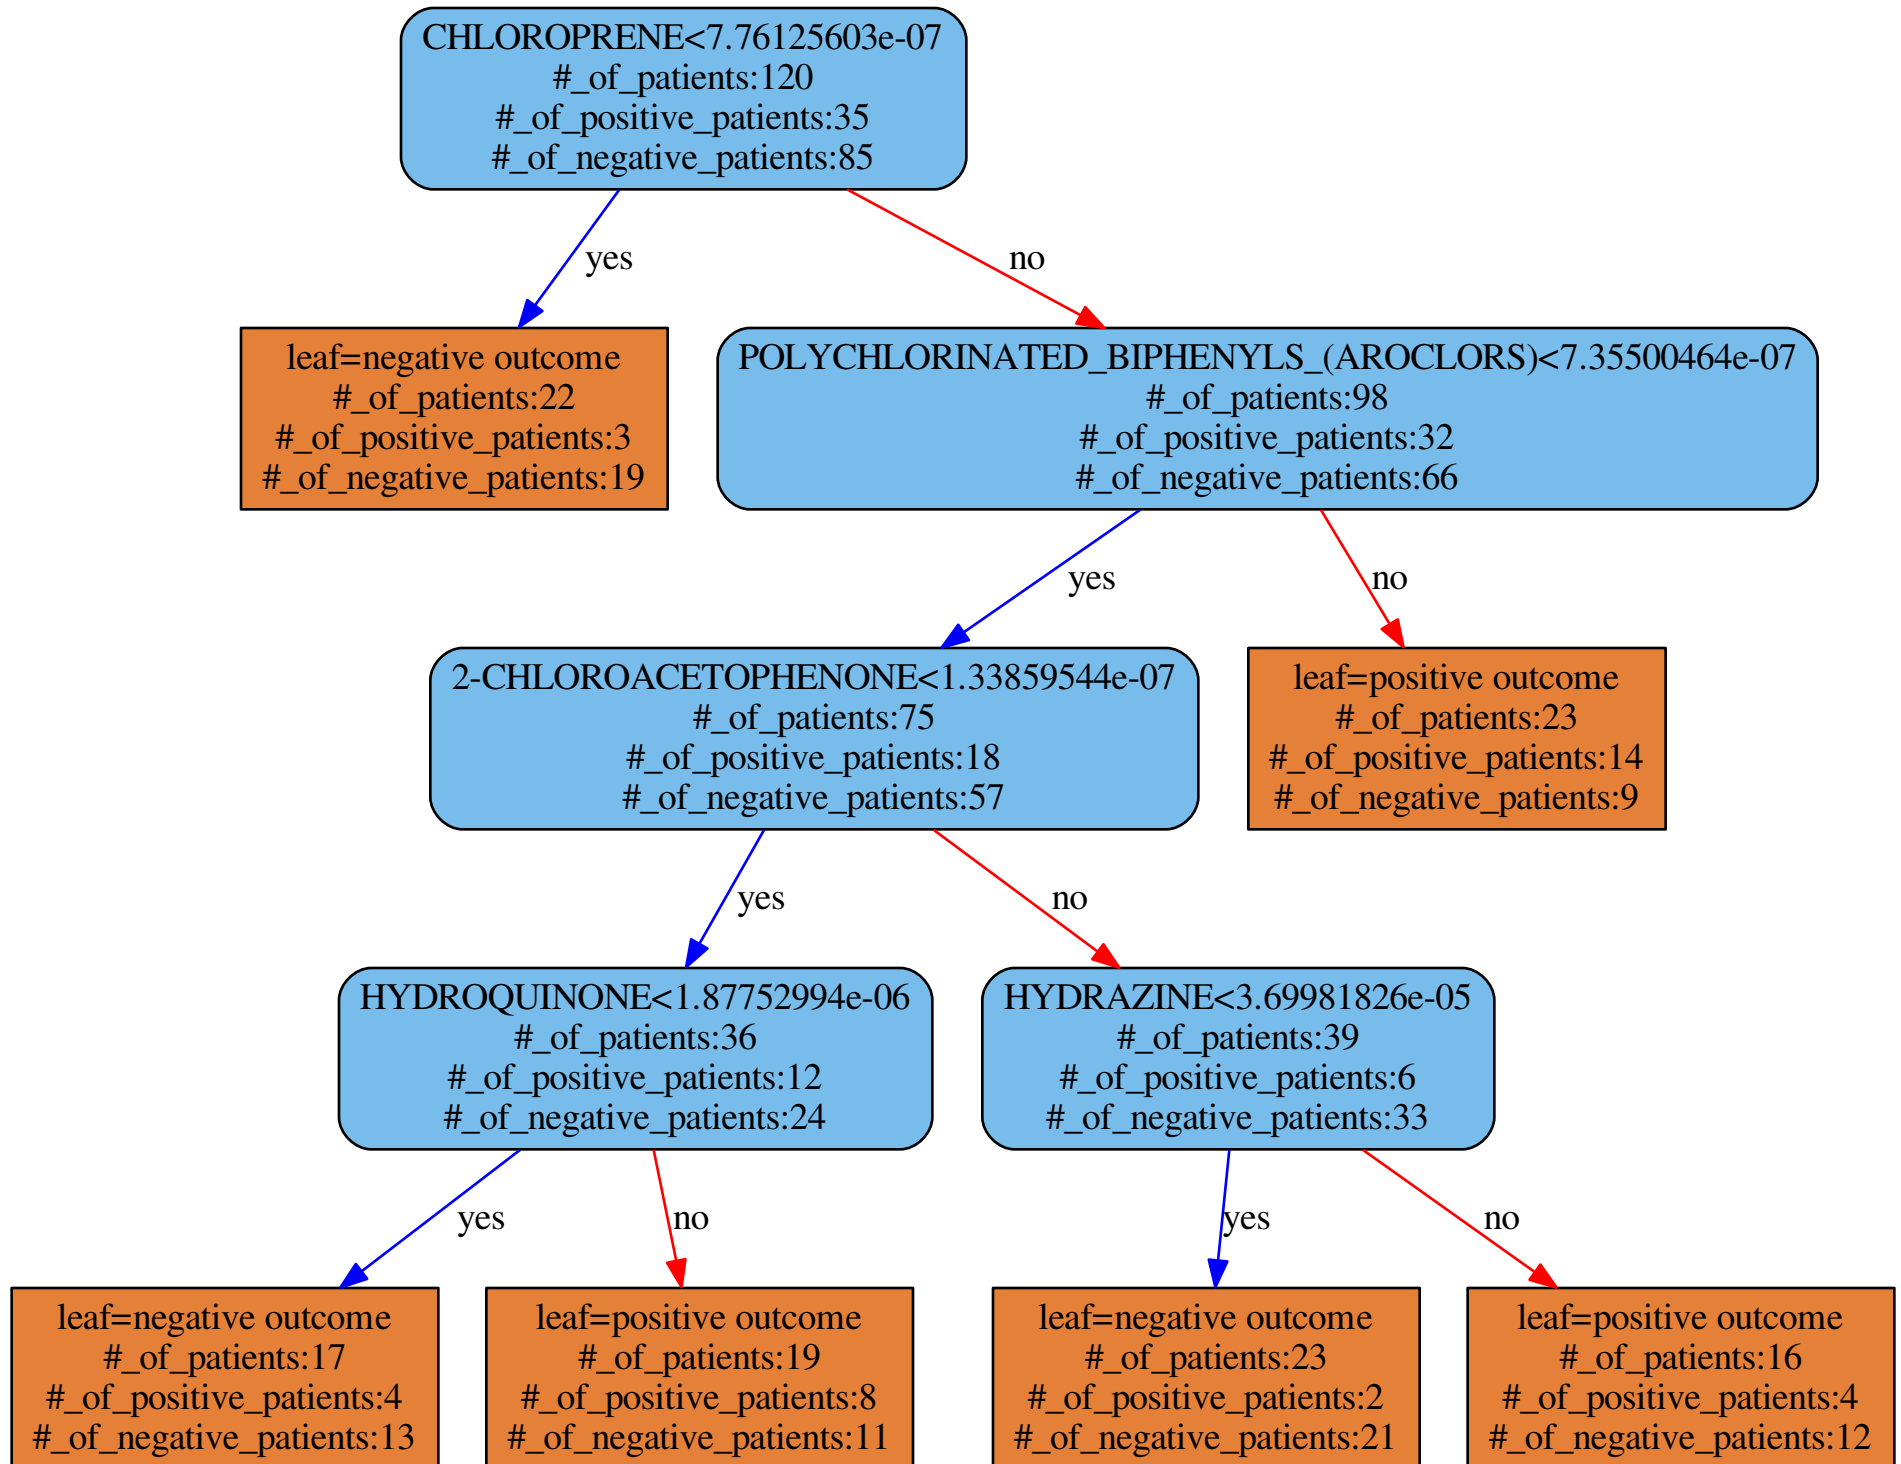 CHLOROPRENE<7.76125603e-07
#_of_patients:120
#_of_positive_patients:35
#_of_negative_patients:85
yes
no
leaf=negative outcome
#_of_patients:22
#_of_positive_patients:3
#_of_negative_patients:19
POLYCHLORINATED_BIPHENYLS_(AROCLORS)<7.35500464e-07
#_of_patients:98
#_of_positive_patients:32
#_of_negative_patients:66
yes
no
2-CHLOROACETOPHENONE<1.33859544e-07
#_of_patients:75
#_of_positive_patients:18
#_of_negative_patients:57
leaf=positive outcome
#_of_patients:23
#_of_positive_patients:14
#_of_negative_patients:9
yes
no
HYDROQUINONE<1.87752994e-06
#_of_patients:36
#_of_positive_patients:12
#_of_negative_patients:24
HYDRAZINE<3.69981826e-05
#_of_patients:39
#_of_positive_patients:6
#_of_negative_patients:33
yes
no
yes
no
leaf=negative outcome
#_of_patients:17
#_of_positive_patients:4
#_of_negative_patients:13
leaf=positive outcome
#_of_patients:19
#_of_positive_patients:8
#_of_negative_patients:11
leaf=negative outcome
#_of_patients:23
#_of_positive_patients:2
#_of_negative_patients:21
leaf=positive outcome
#_of_patients:16
#_of_positive_patients:4
#_of_negative_patients:12